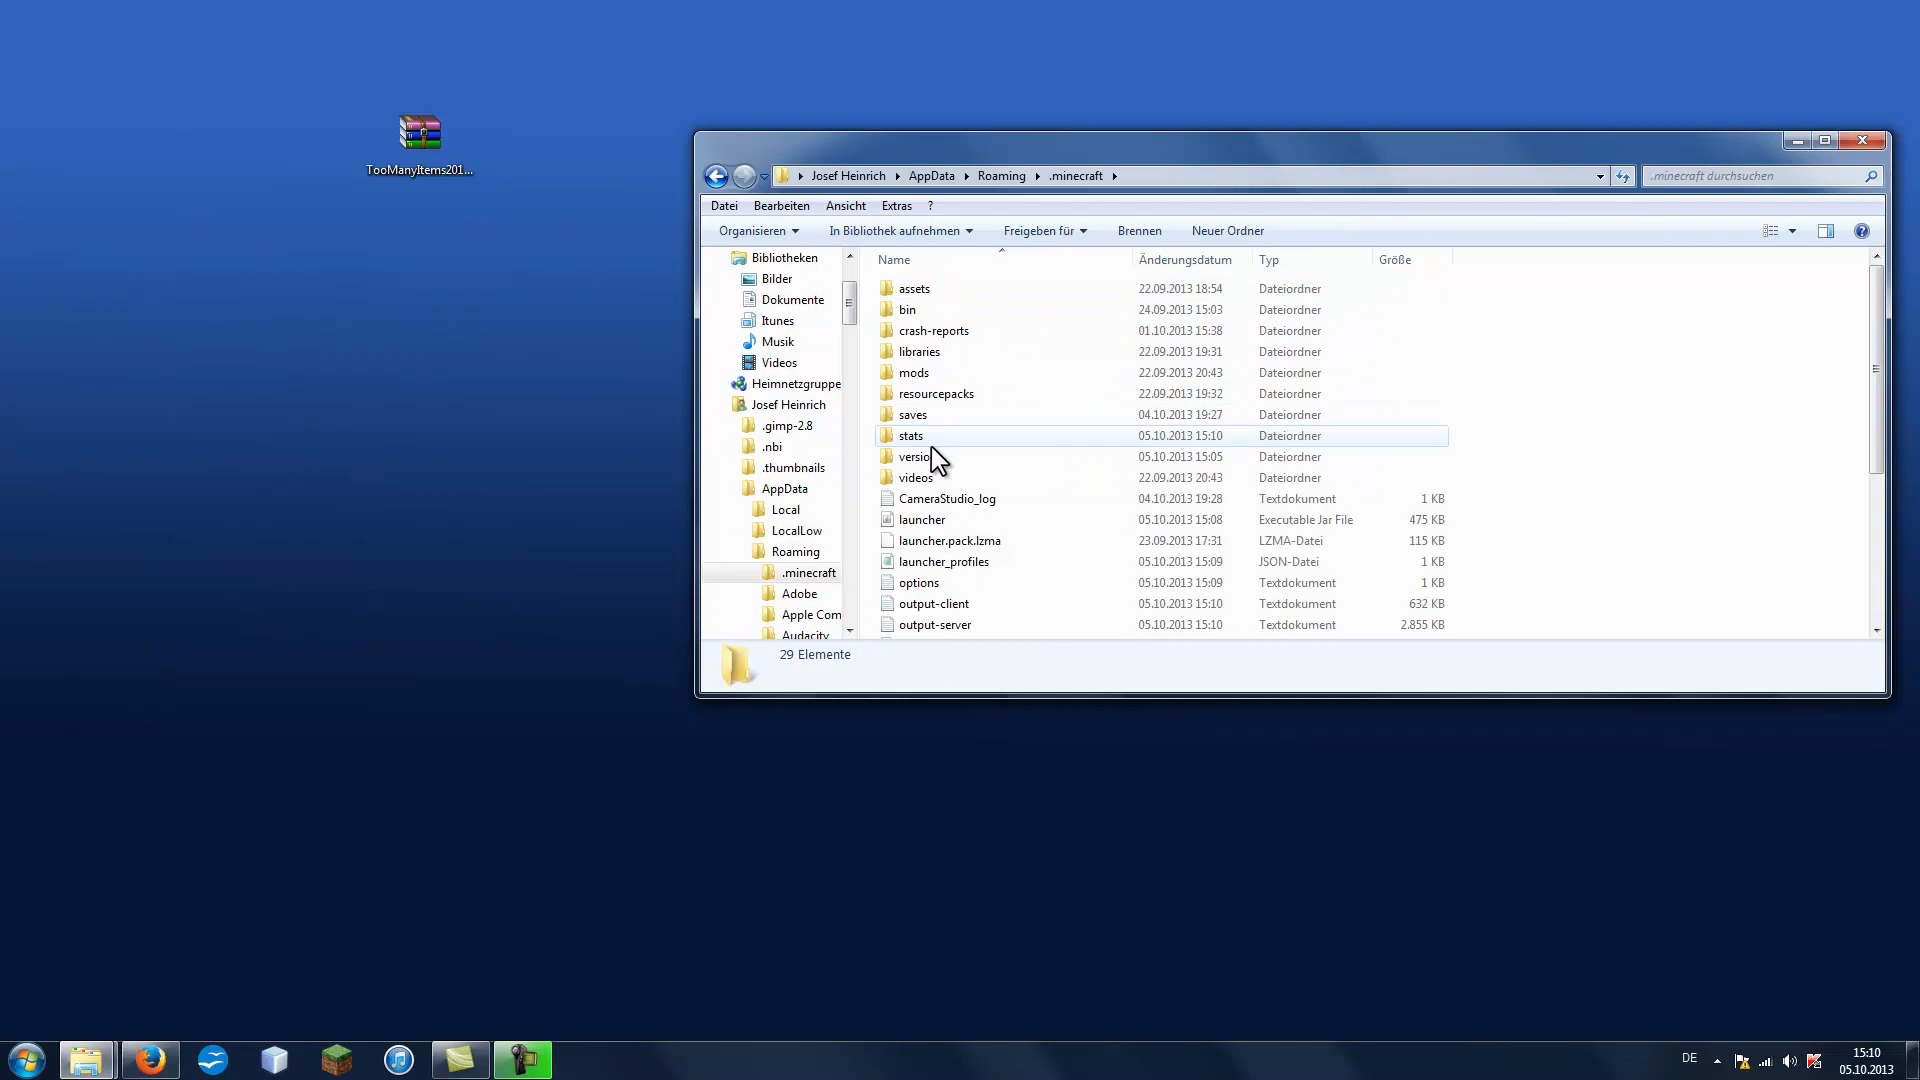 TooManyItems201...
Josef Heinrich AppData Roaming .minecraft
.minecraft durchsuchen
Datei Bearbeiten Ansicht Extras ?
Organisieren In Bibliothek aufnehmen Freigeben für Brennen Neuer Ordner
Bibliotheken
Bilder
Dokumente
Itunes
Musik
Videos
Heimnetzgruppe
Josef Heinrich
.gimp-2.8
.nbi
.thumbnails
AppData
Local
LocalLow
Roaming
.minecraft
Adobe
Apple Com
Audacity
Name Änderungsdatum Typ Größe
assets 22.09.2013 18:54 Dateiordner
bin 24.09.2013 15:03 Dateiordner
crash-reports 01.10.2013 15:38 Dateiordner
libraries 22.09.2013 19:31 Dateiordner
mods 22.09.2013 20:43 Dateiordner
resourcepacks 22.09.2013 19:32 Dateiordner
saves 04.10.2013 19:27 Dateiordner
stats 05.10.2013 15:10 Dateiordner
versio 05.10.2013 15:05 Dateiordner
videos 22.09.2013 20:43 Dateiordner
CameraStudio_log 04.10.2013 19:28 Textdokument 1 KB
launcher 05.10.2013 15:08 Executable Jar File 475 KB
launcher.pack.lzma 23.09.2013 17:31 LZMA-Datei 115 KB
launcher_profiles 05.10.2013 15:09 JSON-Datei 1 KB
options 05.10.2013 15:09 Textdokument 1 KB
output-client 05.10.2013 15:10 Textdokument 632 KB
output-server 05.10.2013 15:10 Textdokument 2.855 KB
29 Elemente
DE
15:10
05.10.2013